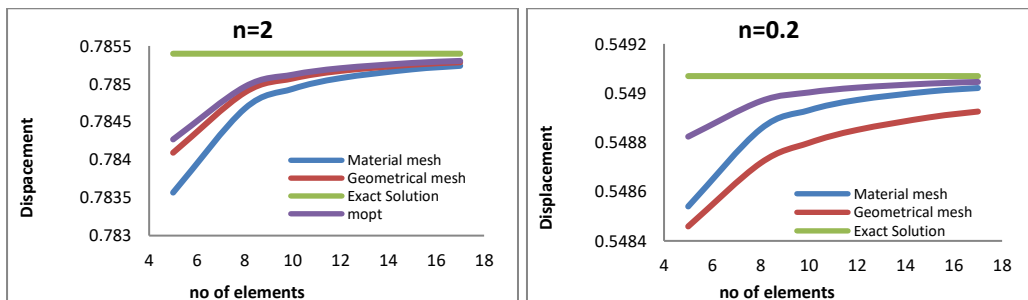 n=2
0.7855
0.785
0.7845
0.784
0.7835
0.783
Dispacement
Material mesh
Geometrical mesh
Exact Solution
mopt
4 6 8 10 12 14 16 18
no of elements
n=0.2
0.5492
0.549
0.5488
0.5486
0.5484
Displacement
Material mesh
Geometrical mesh
Exact Solution
4 6 8 10 12 14 16 18
no of elements